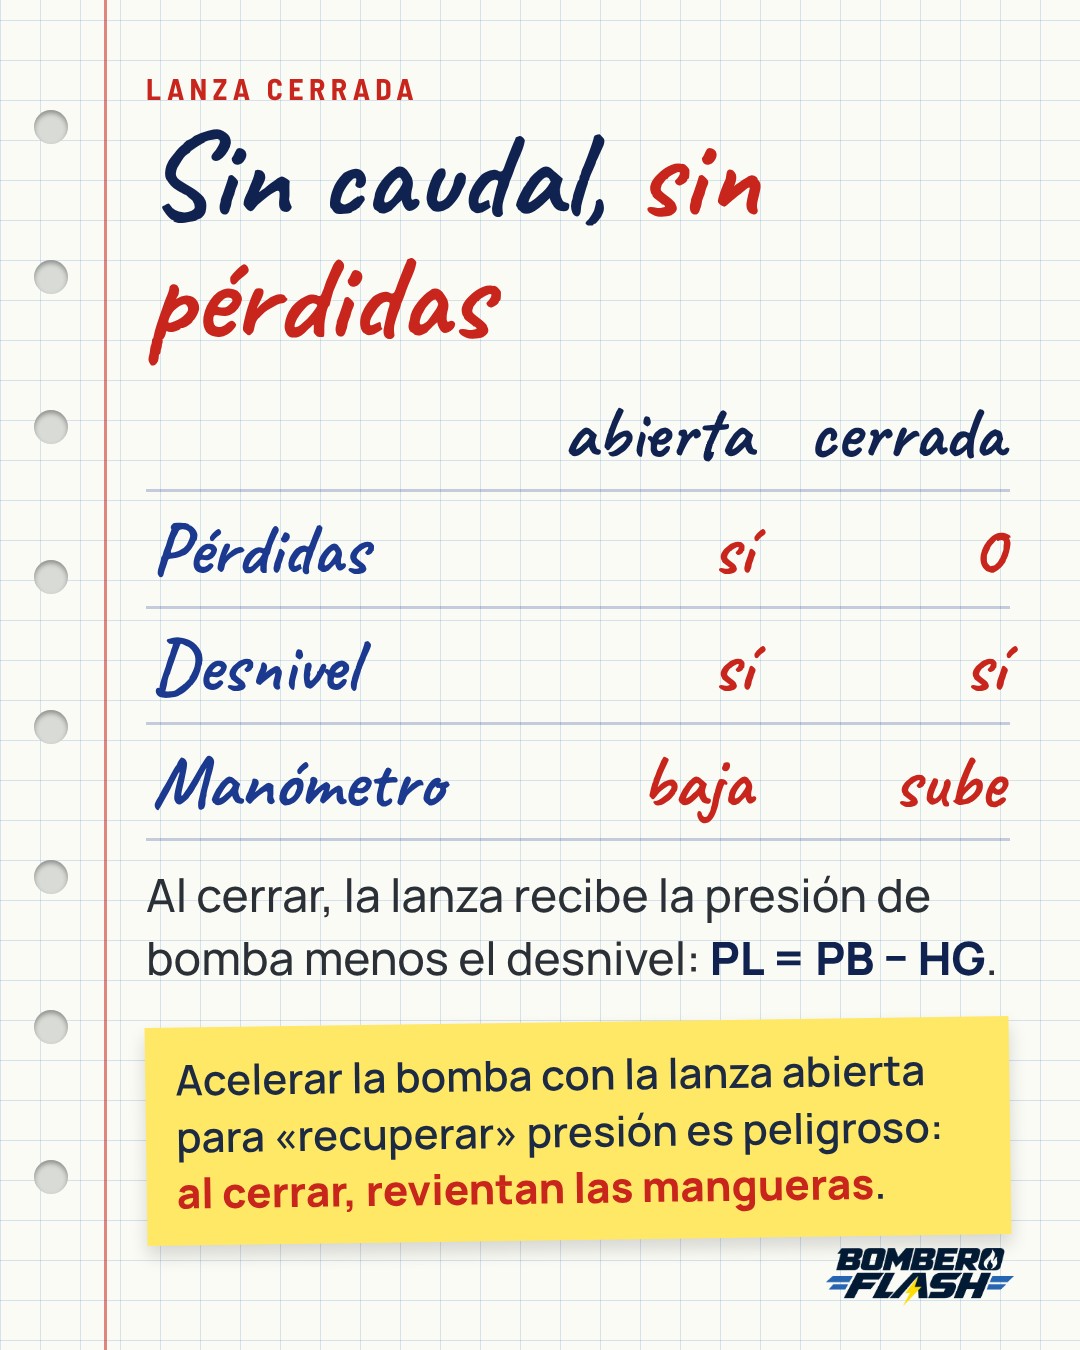 LANZA CERRADA
Sin caudal, sin
pérdidas
abierta cerrada
Pérdidas sí 0
Desnivel sí sí
Manómetro baja sube
Al cerrar, la lanza recibe la presión de
bomba menos el desnivel: PL = PB − HG.
Acelerar la bomba con la lanza abierta
para «recuperar» presión es peligroso:
al cerrar, revientan las mangueras.
BOMBERO
FLASH